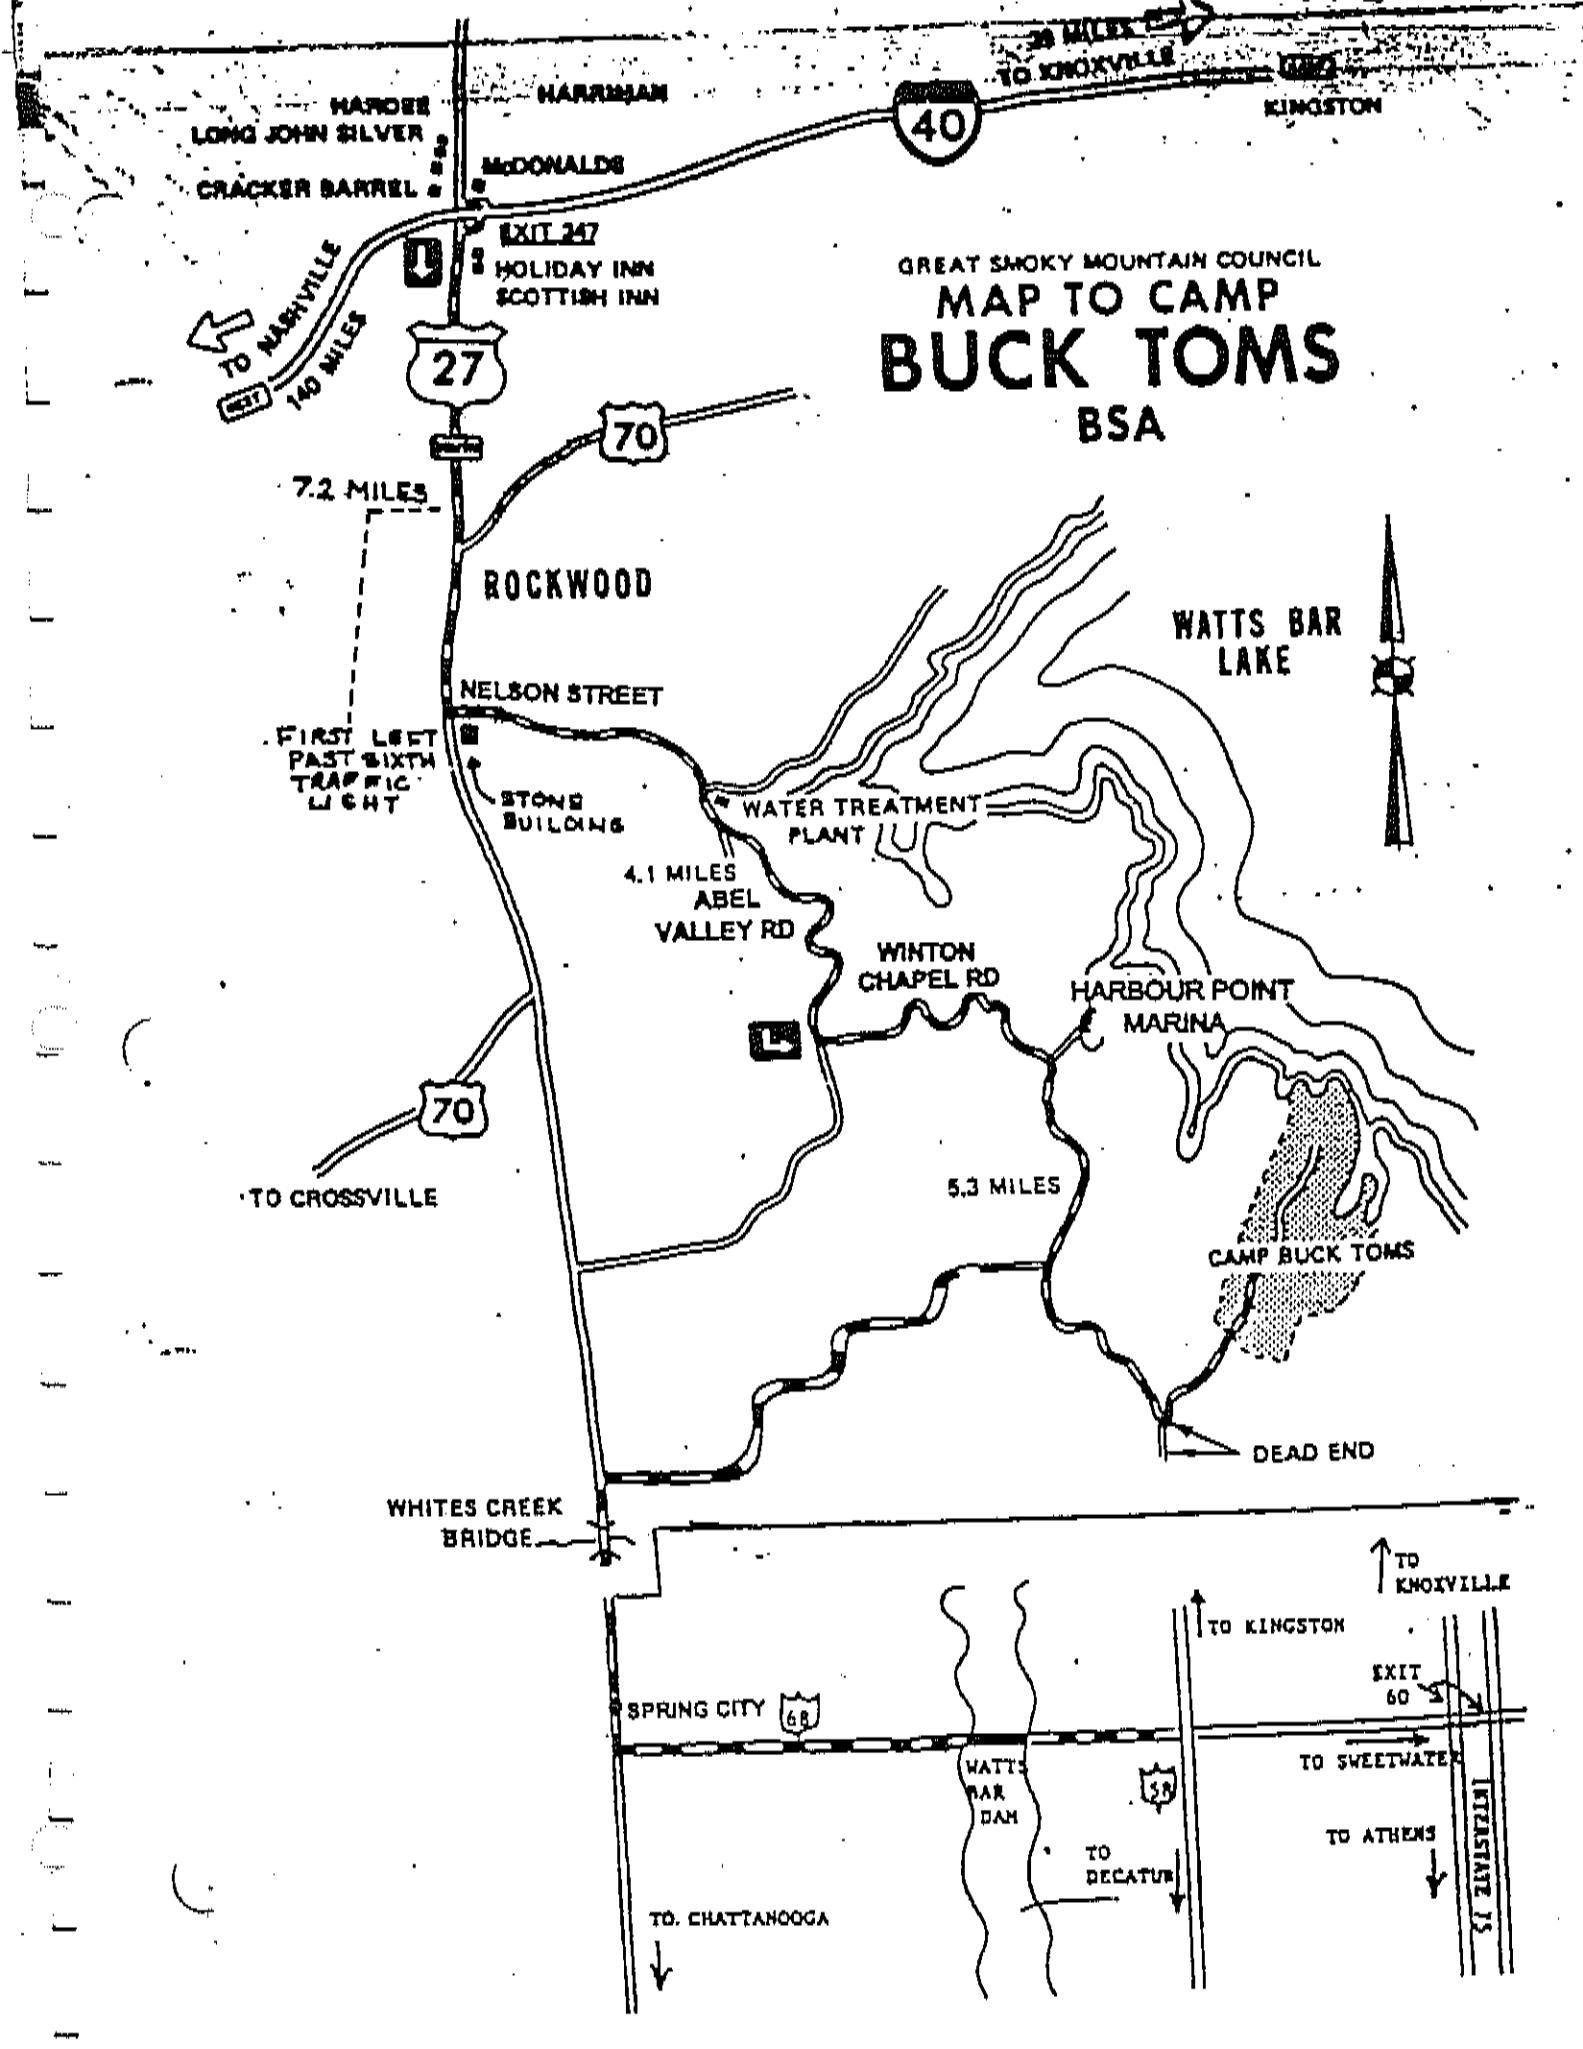 39 MILES
TO KNOXVILLE
KINGSTON
HARDEE
HARRIMAN
LONG JOHN SILVER
McDONALDS
CRACKER BARREL
40
EXIT 247
HOLIDAY INN
SCOTTISH INN
TO NASHVILLE
140 MILES
WEST
GREAT SMOKY MOUNTAIN COUNCIL
MAP TO CAMP
BUCK TOMS
BSA
27
70
7.2 MILES
ROCKWOOD
WATTS BAR
LAKE
NELSON STREET
FIRST LEFT
PAST SIXTH
TRAFFIC
LIGHT
STONE
BUILDING
WATER TREATMENT
PLANT
4.1 MILES
ABEL
VALLEY RD
WINTON
CHAPEL RD
HARBOUR POINT
MARINA
70
TO CROSSVILLE
5.3 MILES
CAMP BUCK TOMS
DEAD END
WHITES CREEK
BRIDGE
TO
KNOXVILLE
TO KINGSTON
EXIT
60
SPRING CITY
68
TO SWEETWATER
WATTS
BAR
DAM
58
INTERSTATE 75
TO ATHENS
TO
DECATUR
TO. CHATTANOOGA